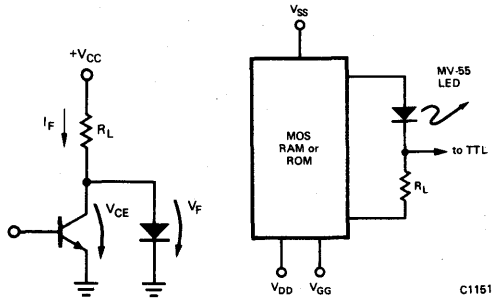 +VCC
IF
RL
VCE
VF
VSS
MOS
RAM or
ROM
MV-55
LED
to TTL
RL
VDD
VGG
C1151